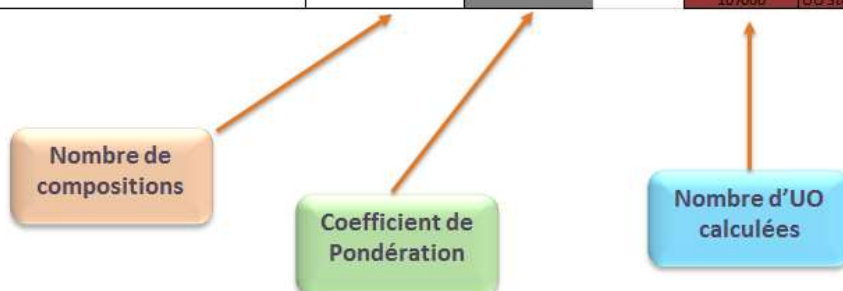 Nombre de
compositions
Coefficient de
Pondération
Nombre d'UO
calculées